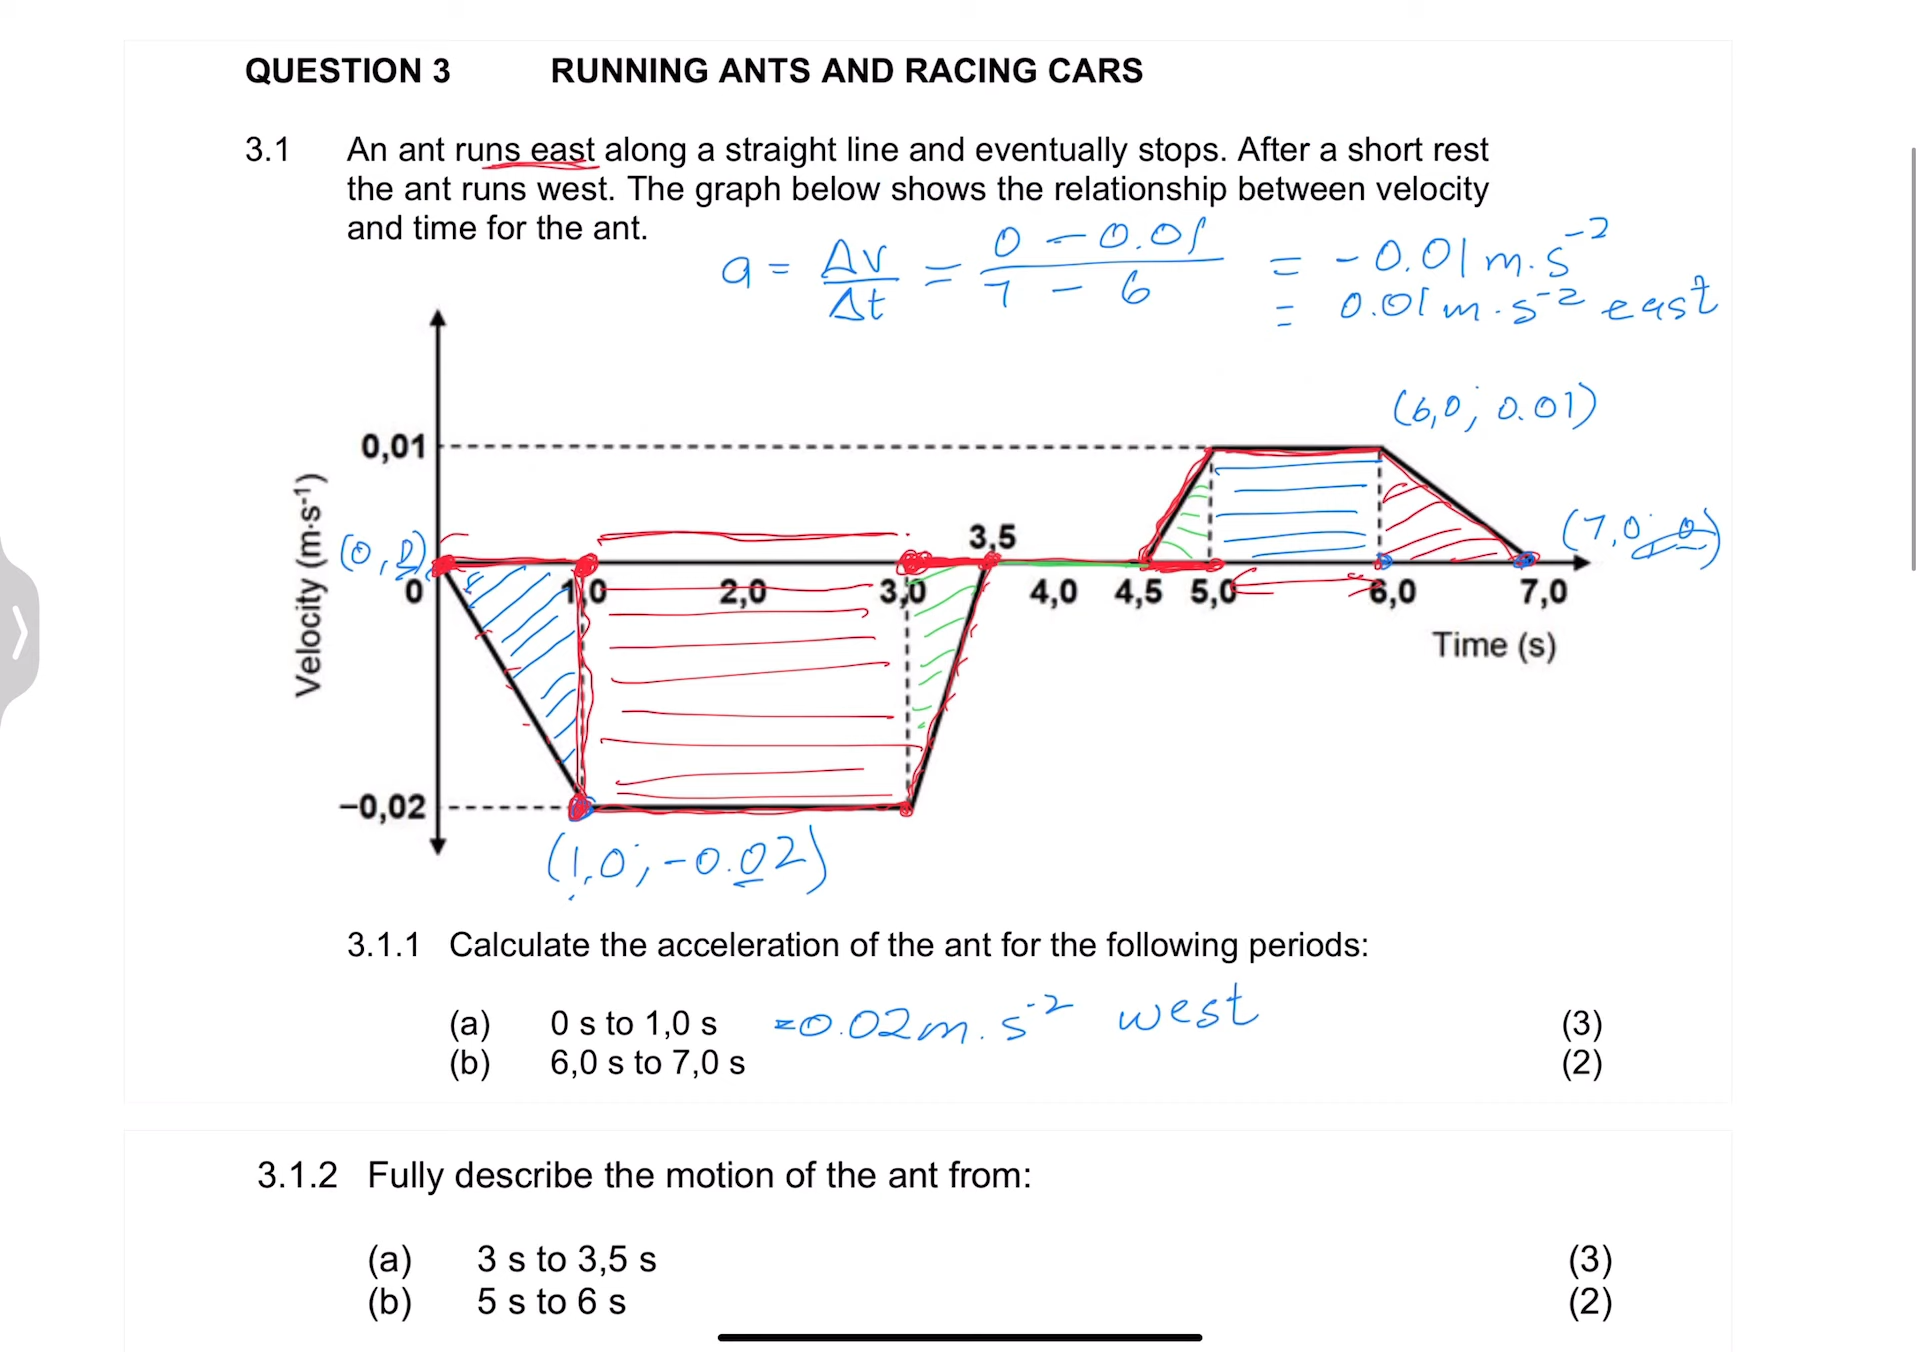 QUESTION 3 RUNNING ANTS AND RACING CARS
3.1 An ant runs east along a straight line and eventually stops. After a short rest
the ant runs west. The graph below shows the relationship between velocity
and time for the ant.
a = Δv/Δt = (0 - 0.01)/(7 - 6) = -0.01 m.s⁻²
= 0.01 m.s⁻² east
(6,0; 0.01)
0,01
Velocity (m·s⁻¹)
(0,0)
3,5
(7,0; 0)
0 1,0 2,0 3,0 4,0 4,5 5,0 6,0 7,0
Time (s)
–0,02
(1,0; -0.02)
3.1.1 Calculate the acceleration of the ant for the following periods:
(a) 0 s to 1,0 s =0.02 m.s⁻² west (3)
(b) 6,0 s to 7,0 s (2)
3.1.2 Fully describe the motion of the ant from:
(a) 3 s to 3,5 s (3)
(b) 5 s to 6 s (2)